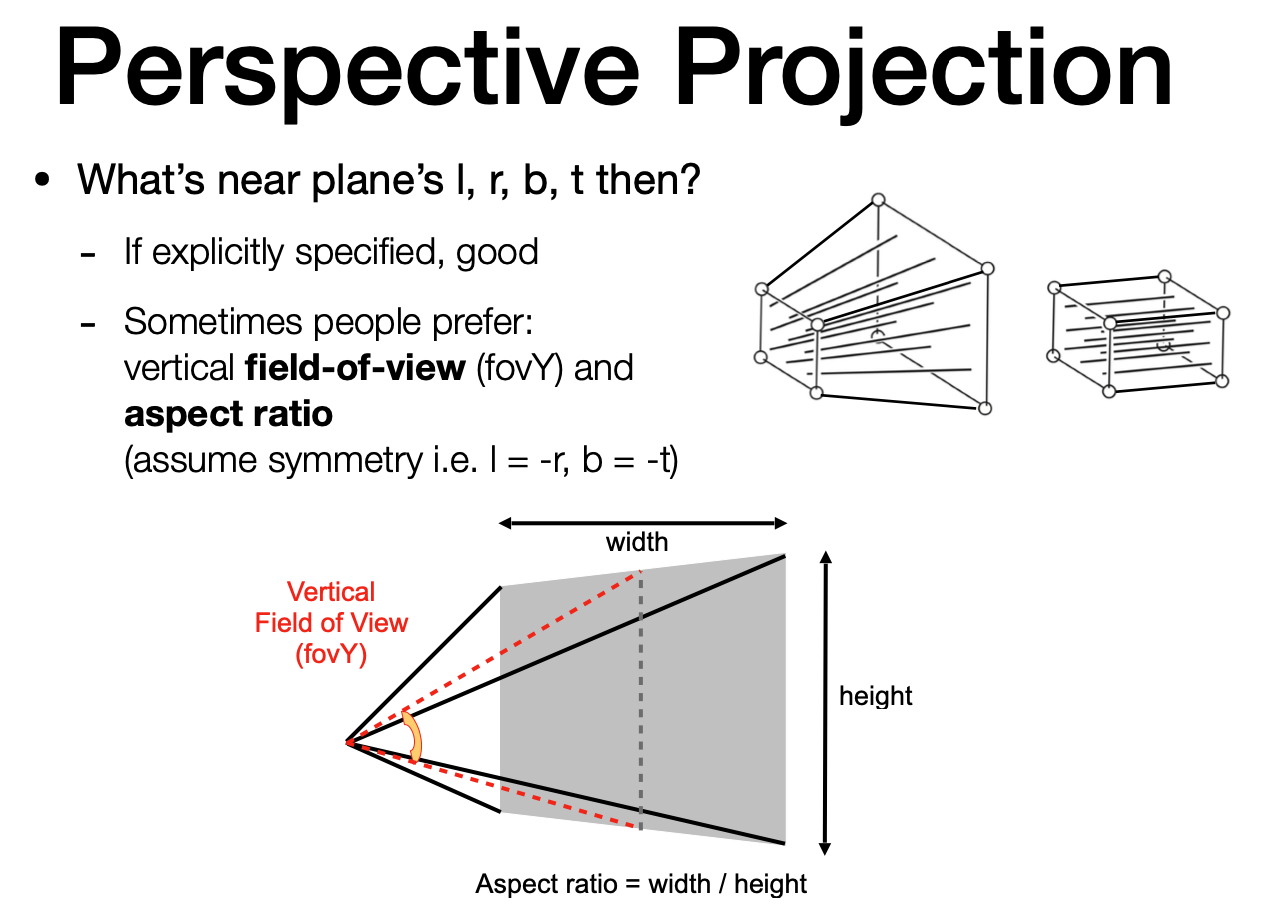 Perspective Projection
• What's near plane's l, r, b, t then?
- If explicitly specified, good
- Sometimes people prefer:
vertical field-of-view (fovY) and
aspect ratio
(assume symmetry i.e. l = -r, b = -t)
width
Vertical
Field of View
(fovY)
height
Aspect ratio = width / height